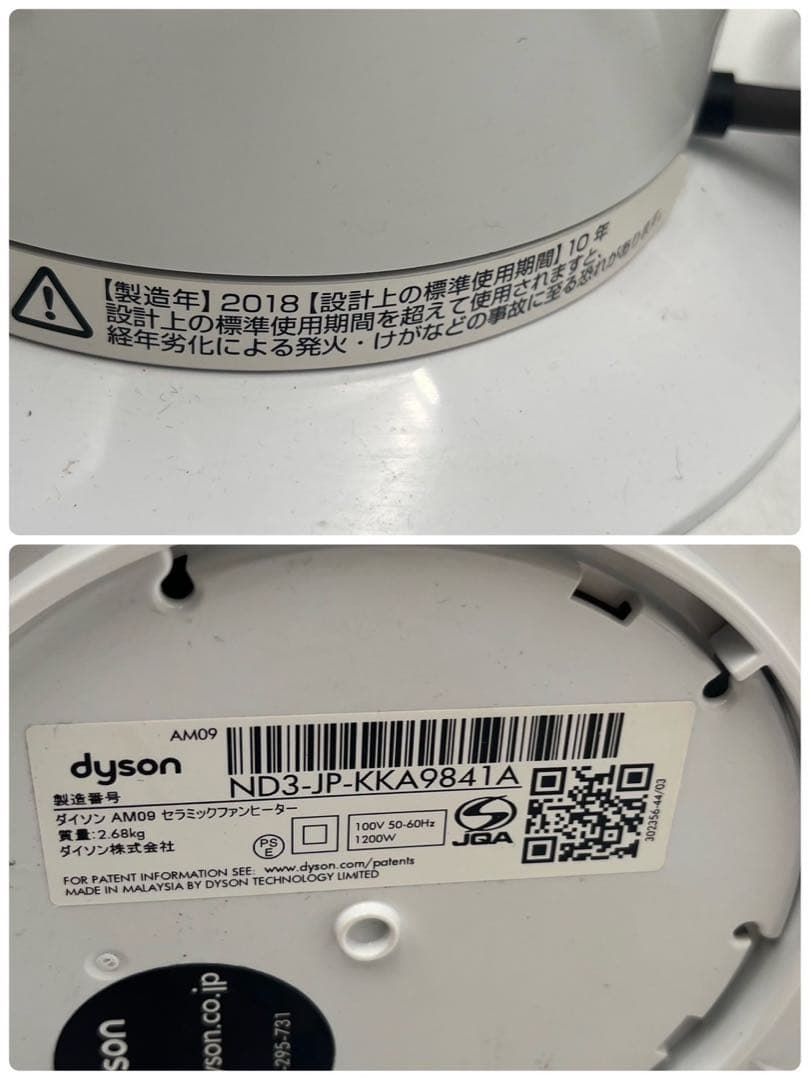 【製造年】2018【設計上の標準使用期間】10年
設計上の標準使用期間を超えて使用されますと、
経年劣化による発火・けがなどの事故に至る恐れがあります。
AM09
dyson
ND3-JP-KKA9841A
製造番号
ダイソン AM09 セラミックファンヒーター
質量:2.68kg
ダイソン株式会社
PS
E
100V 50-60Hz
1200W
JQA
302356-44/03
FOR PATENT INFORMATION SEE: www.dyson.com/patents
MADE IN MALAYSIA BY DYSON TECHNOLOGY LIMITED
son
son.co.jp
-295-731